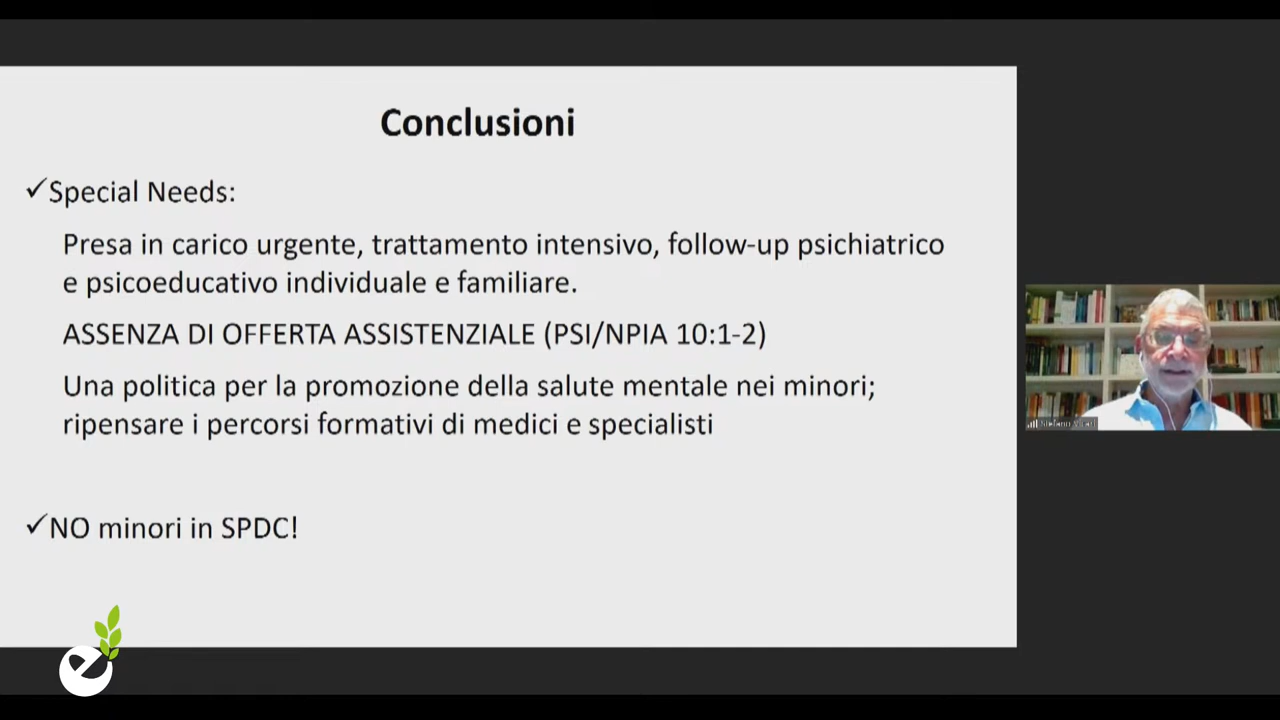 Conclusioni
✓Special Needs:
Presa in carico urgente, trattamento intensivo, follow-up psichiatrico
e psicoeducativo individuale e familiare.
ASSENZA DI OFFERTA ASSISTENZIALE (PSI/NPIA 10:1-2)
Una politica per la promozione della salute mentale nei minori;
ripensare i percorsi formativi di medici e specialisti
✓NO minori in SPDC!
Stefano
e